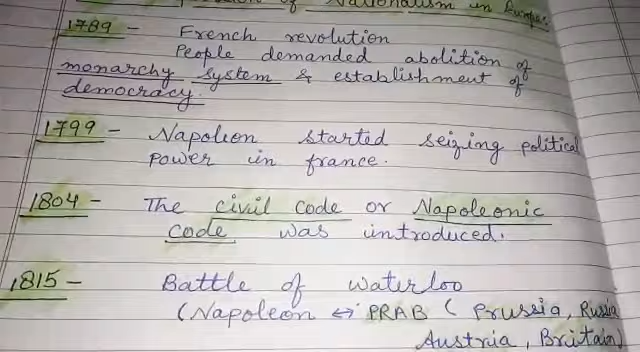 of Nationalism in Europe.
1789 - French revolution
People demanded abolition of
monarchy system & establishment of
democracy.
1799 - Napoleon started seizing political
power in france.
1804 - The civil code or Napoleonic
code was introduced.
1815 - Battle of Waterloo
(Napoleon ↔ PRAB ( Prussia, Russia
Austria, Britain)